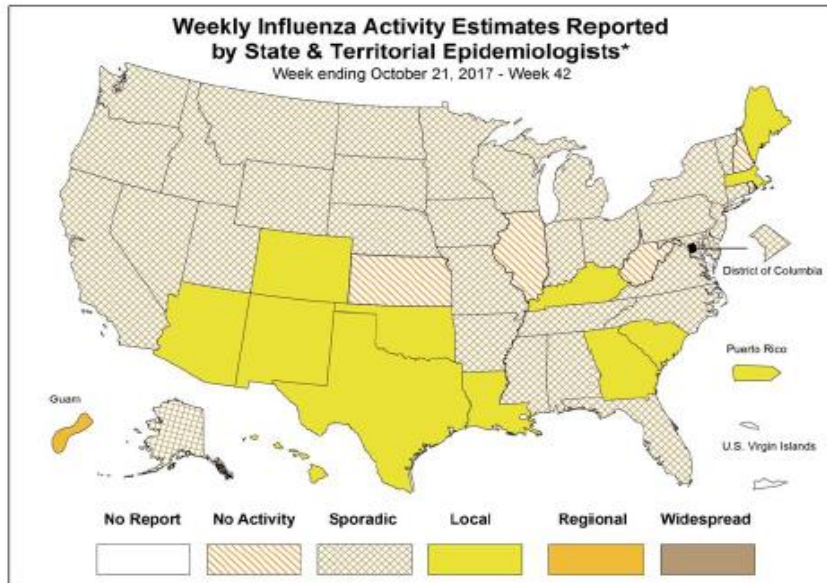 Weekly Influenza Activity Estimates Reported
by State & Territorial Epidemiologists*
Week ending October 21, 2017 - Week 42
District of Columbia
Puerto Rico
Guam
U.S. Virgin Islands
No Report
No Activity
Sporadic
Local
Regional
Widespread